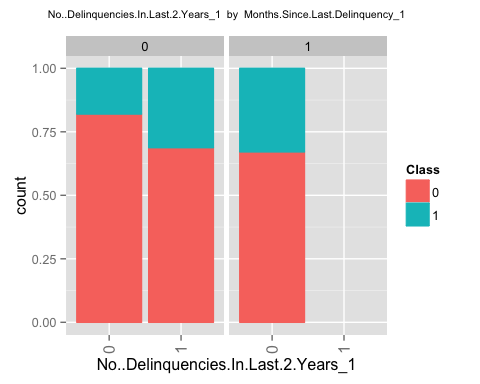 No..Delinquencies.In.Last.2.Years_1 by Months.Since.Last.Delinquency_1
0 1
1.00
0.75
0.50
0.25
0.00
count
0 1 0 1
No..Delinquencies.In.Last.2.Years_1
Class
0
1